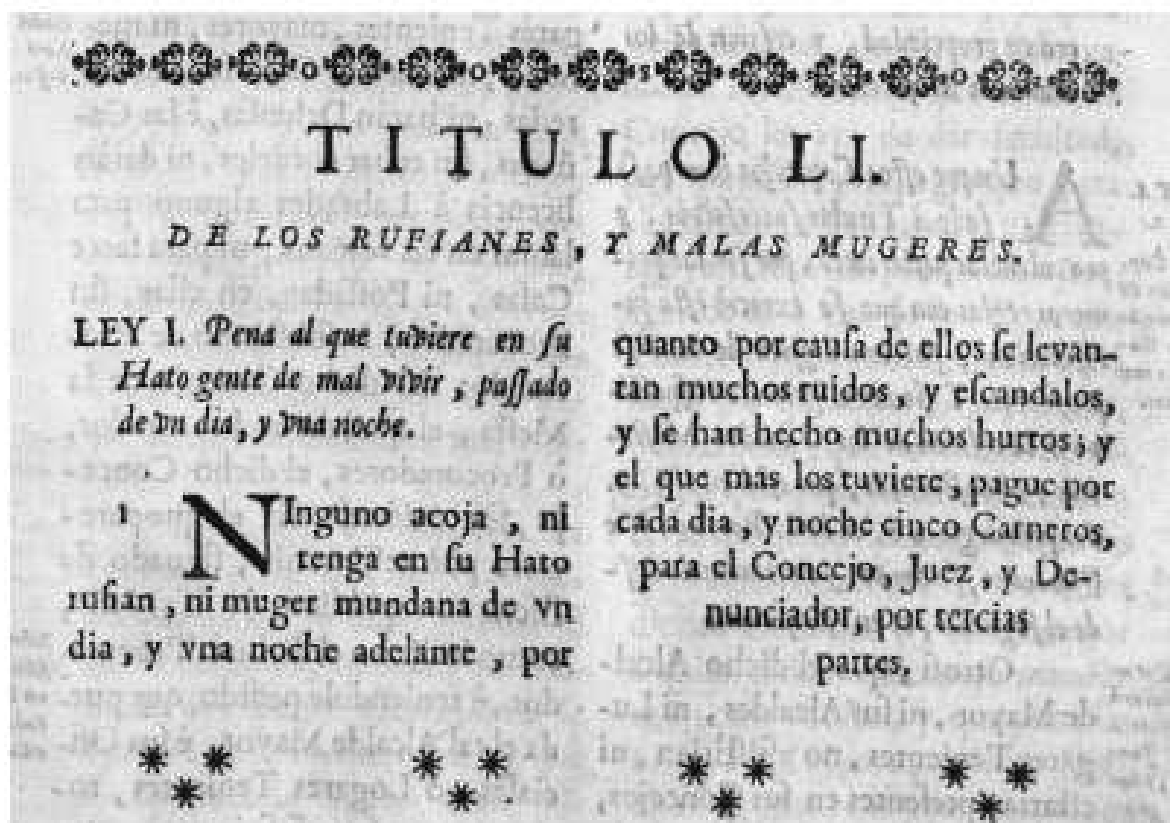 TITULO LI.
DE LOS RUFIANES, Y MALAS MUGERES.
LEY I. Pena al que tuviere en ſu
Hato gente de mal vivir, paſſado
de vn dia, y vna noche.
1 NInguno acoja, ni
tenga en ſu Hato
rufian, ni muger mundana de vn
dia, y vna noche adelante, por
quanto por cauſa de ellos ſe levan-
tan muchos ruidos, y eſcandalos,
y ſe han hecho muchos hurtos; y
el que mas los tuviere, pague por
cada dia, y noche cinco Carneros,
para el Concejo, Juez, y De-
nunciador, por tercias
partes.